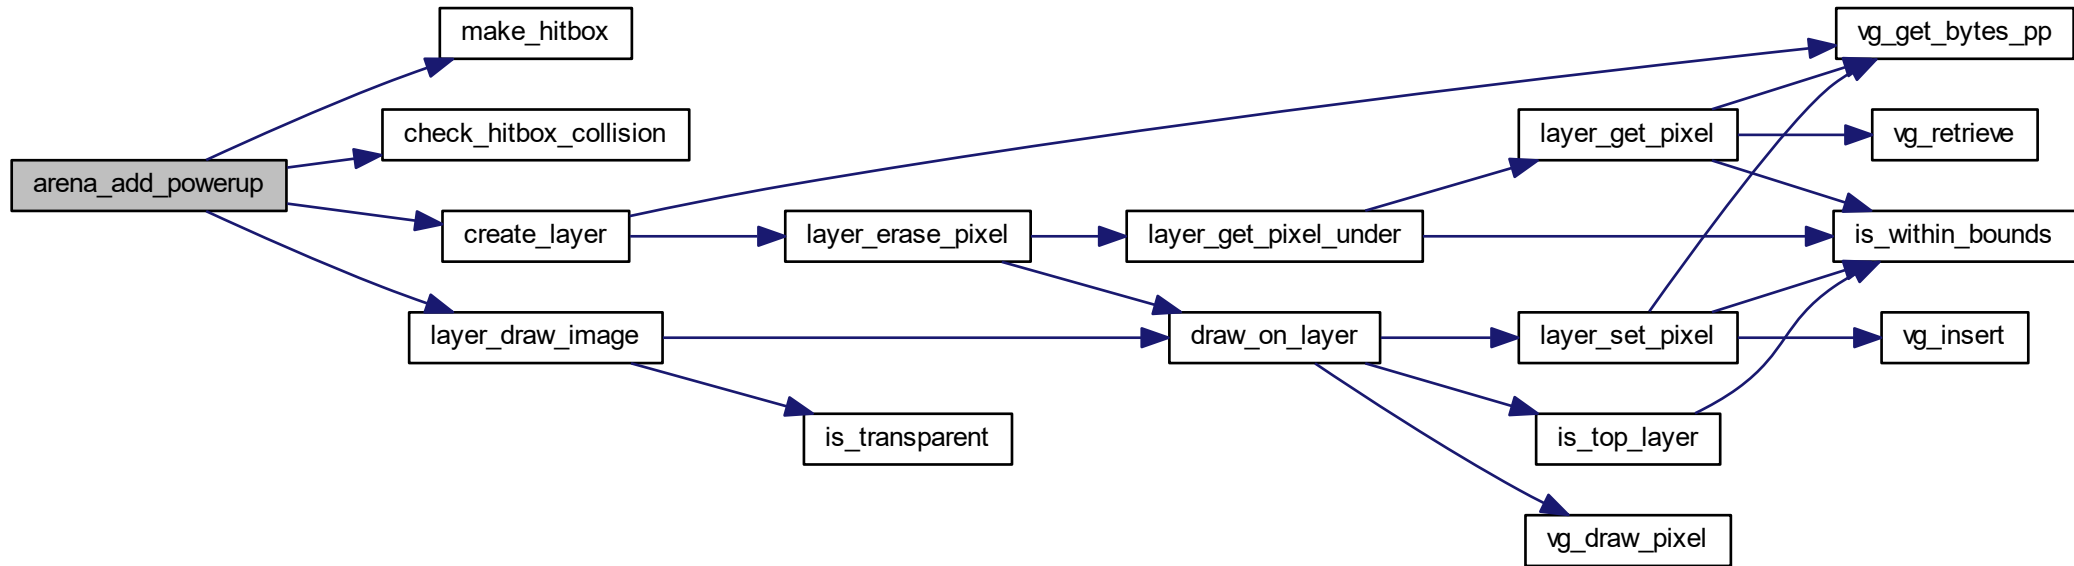 make_hitbox
vg_get_bytes_pp
check_hitbox_collision
layer_get_pixel
vg_retrieve
arena_add_powerup
create_layer
layer_erase_pixel
layer_get_pixel_under
is_within_bounds
layer_draw_image
draw_on_layer
layer_set_pixel
vg_insert
is_transparent
is_top_layer
vg_draw_pixel